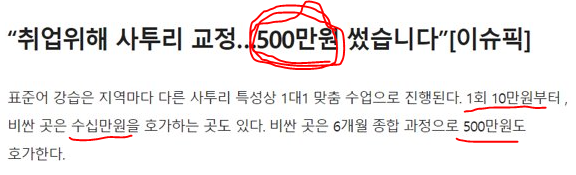 “취업위해 사투리 교정...500만원 썼습니다”[이슈픽]
표준어 강습은 지역마다 다른 사투리 특성상 1대1 맞춤 수업으로 진행된다. 1회 10만원부터 ,
비싼 곳은 수십만원을 호가하는 곳도 있다. 비싼 곳은 6개월 종합 과정으로 500만원도
호가한다.